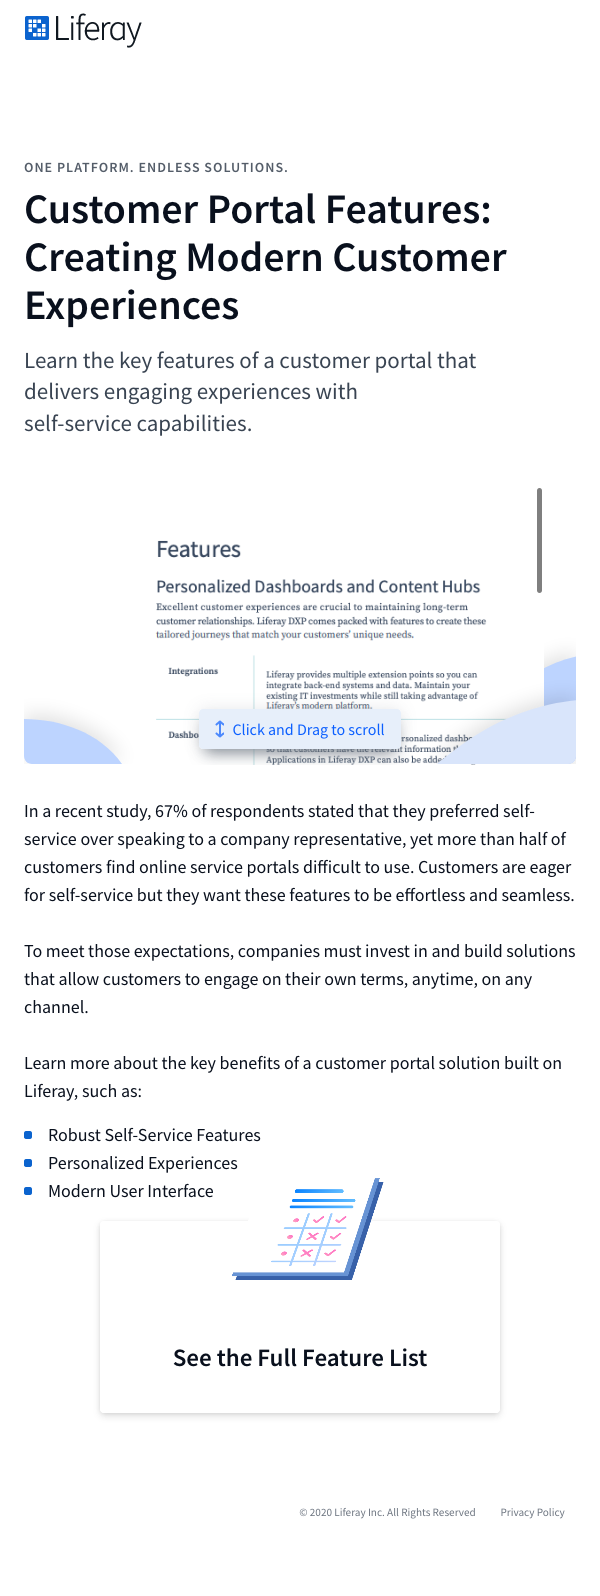 Liferay
ONE PLATFORM. ENDLESS SOLUTIONS.
Customer Portal Features:
Creating Modern Customer
Experiences
Learn the key features of a customer portal that
delivers engaging experiences with
self-service capabilities.
Features
Personalized Dashboards and Content Hubs
Excellent customer experiences are crucial to maintaining long-term
customer relationships. Liferay DXP comes packed with features to create these
tailored journeys that match your customers' unique needs.
Integrations
Liferay provides multiple extension points so you can
integrate back-end systems and data. Maintain your
existing IT investments while still taking advantage of
Liferay's modern platform.
Click and Drag to scroll
so that customers have the relevant information
Applications in Liferay DXP can also be
In a recent study, 67% of respondents stated that they preferred self-
service over speaking to a company representative, yet more than half of
customers find online service portals difficult to use. Customers are eager
for self-service but they want these features to be effortless and seamless.
To meet those expectations, companies must invest in and build solutions
that allow customers to engage on their own terms, anytime, on any
channel.
Learn more about the key benefits of a customer portal solution built on
Liferay, such as:
Robust Self-Service Features
Personalized Experiences
Modern User Interface
See the Full Feature List
© 2020 Liferay Inc. All Rights Reserved Privacy Policy